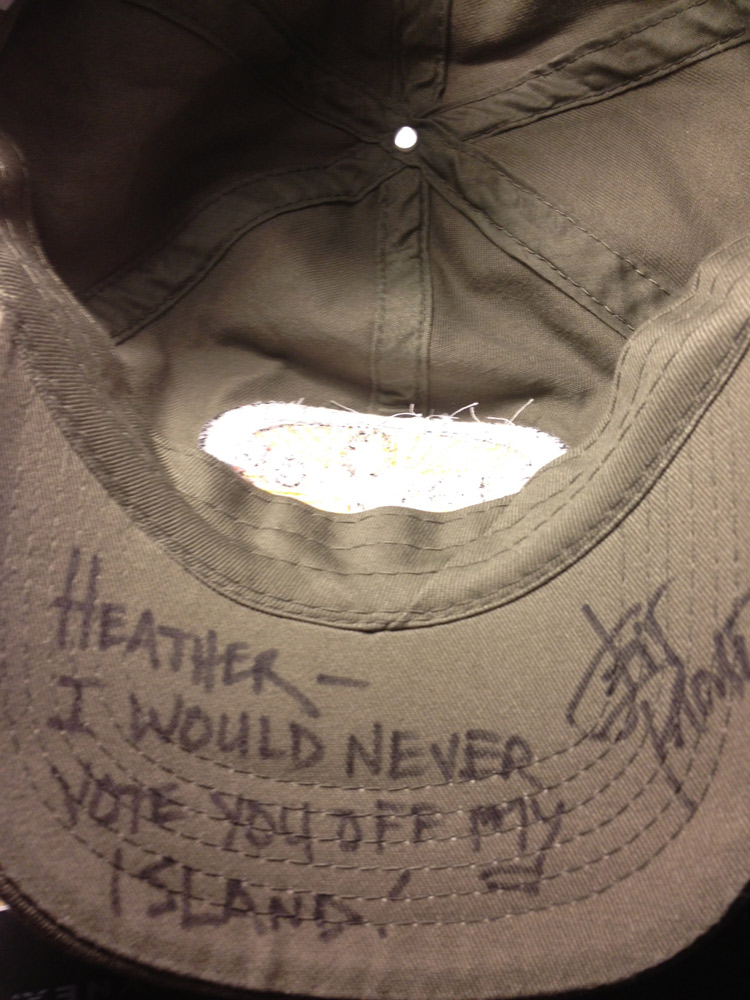 HEATHER—
I WOULD NEVER
VOTE YOU OFF MY
ISLAND!